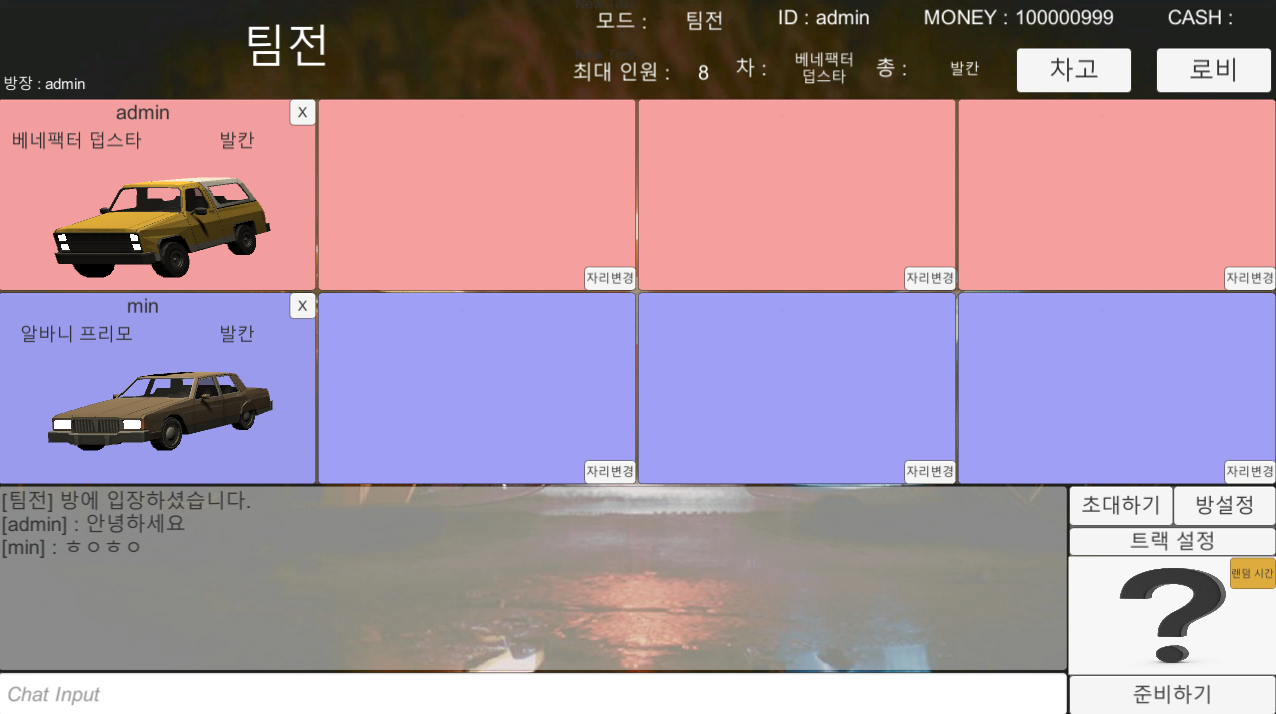 팀전
방장 : admin
모드 : 팀전
ID : admin
MONEY : 100000999
CASH :
최대 인원 : 8
차 : 베네팩터
덥스타
총 : 발칸
차고
로비
admin
X
베네팩터 덥스타 발칸
자리변경
자리변경
자리변경
min
X
알바니 프리모 발칸
자리변경
자리변경
자리변경
[팀전] 방에 입장하셨습니다.
[admin] : 안녕하세요
[min] : ㅎㅇㅎㅇ
Chat Input
초대하기
방설정
트랙 설정
랜덤 시간
?
준비하기